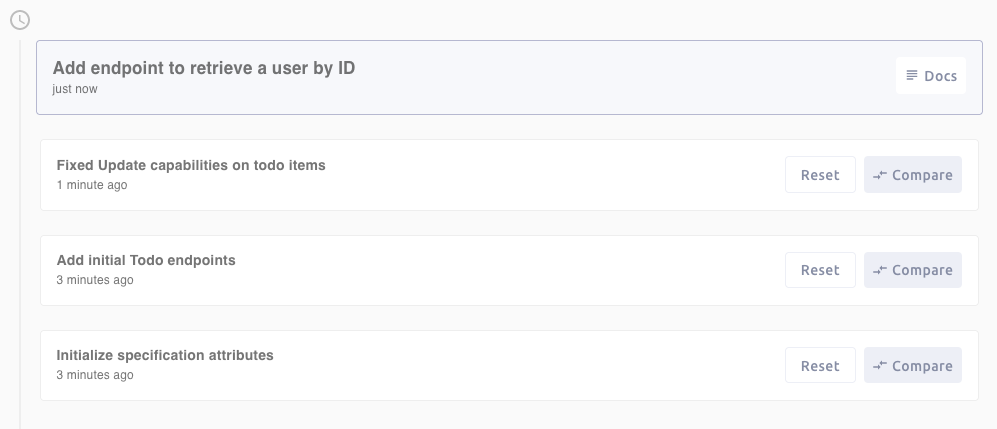 Add endpoint to retrieve a user by ID
just now
Docs
Fixed Update capabilities on todo items
1 minute ago
Reset
Compare
Add initial Todo endpoints
3 minutes ago
Reset
Compare
Initialize specification attributes
3 minutes ago
Reset
Compare